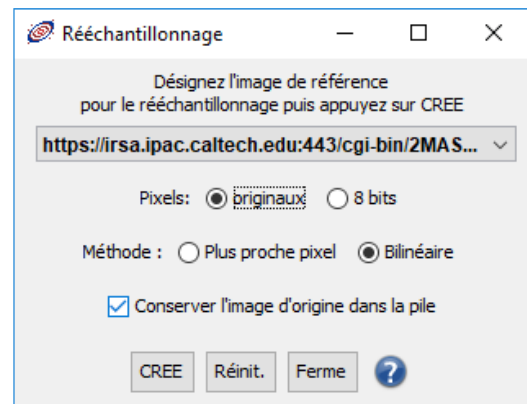 Rééchantillonnage
Désignez l'image de référence
pour le rééchantillonnage puis appuyez sur CREE
https://irsa.ipac.caltech.edu:443/cgi-bin/2MAS...
Pixels: originaux 8 bits
Méthode : Plus proche pixel Bilinéaire
Conserver l'image d'origine dans la pile
CREE Réinit. Ferme ?